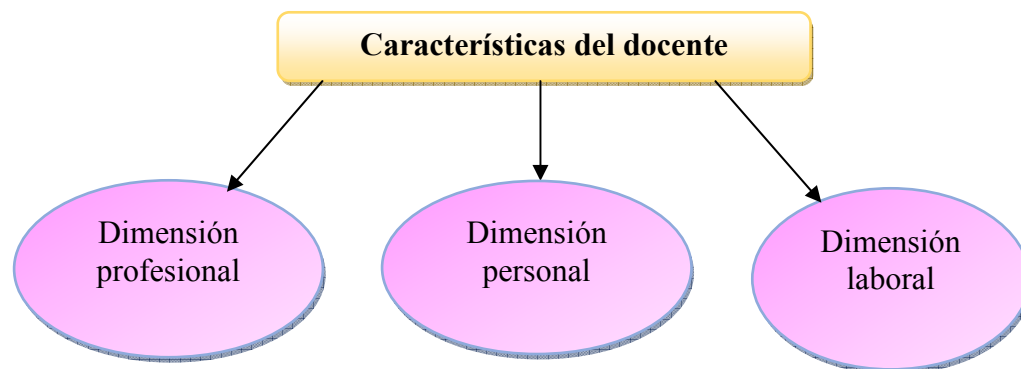 Características del docente
Dimensión
profesional
Dimensión
personal
Dimensión
laboral